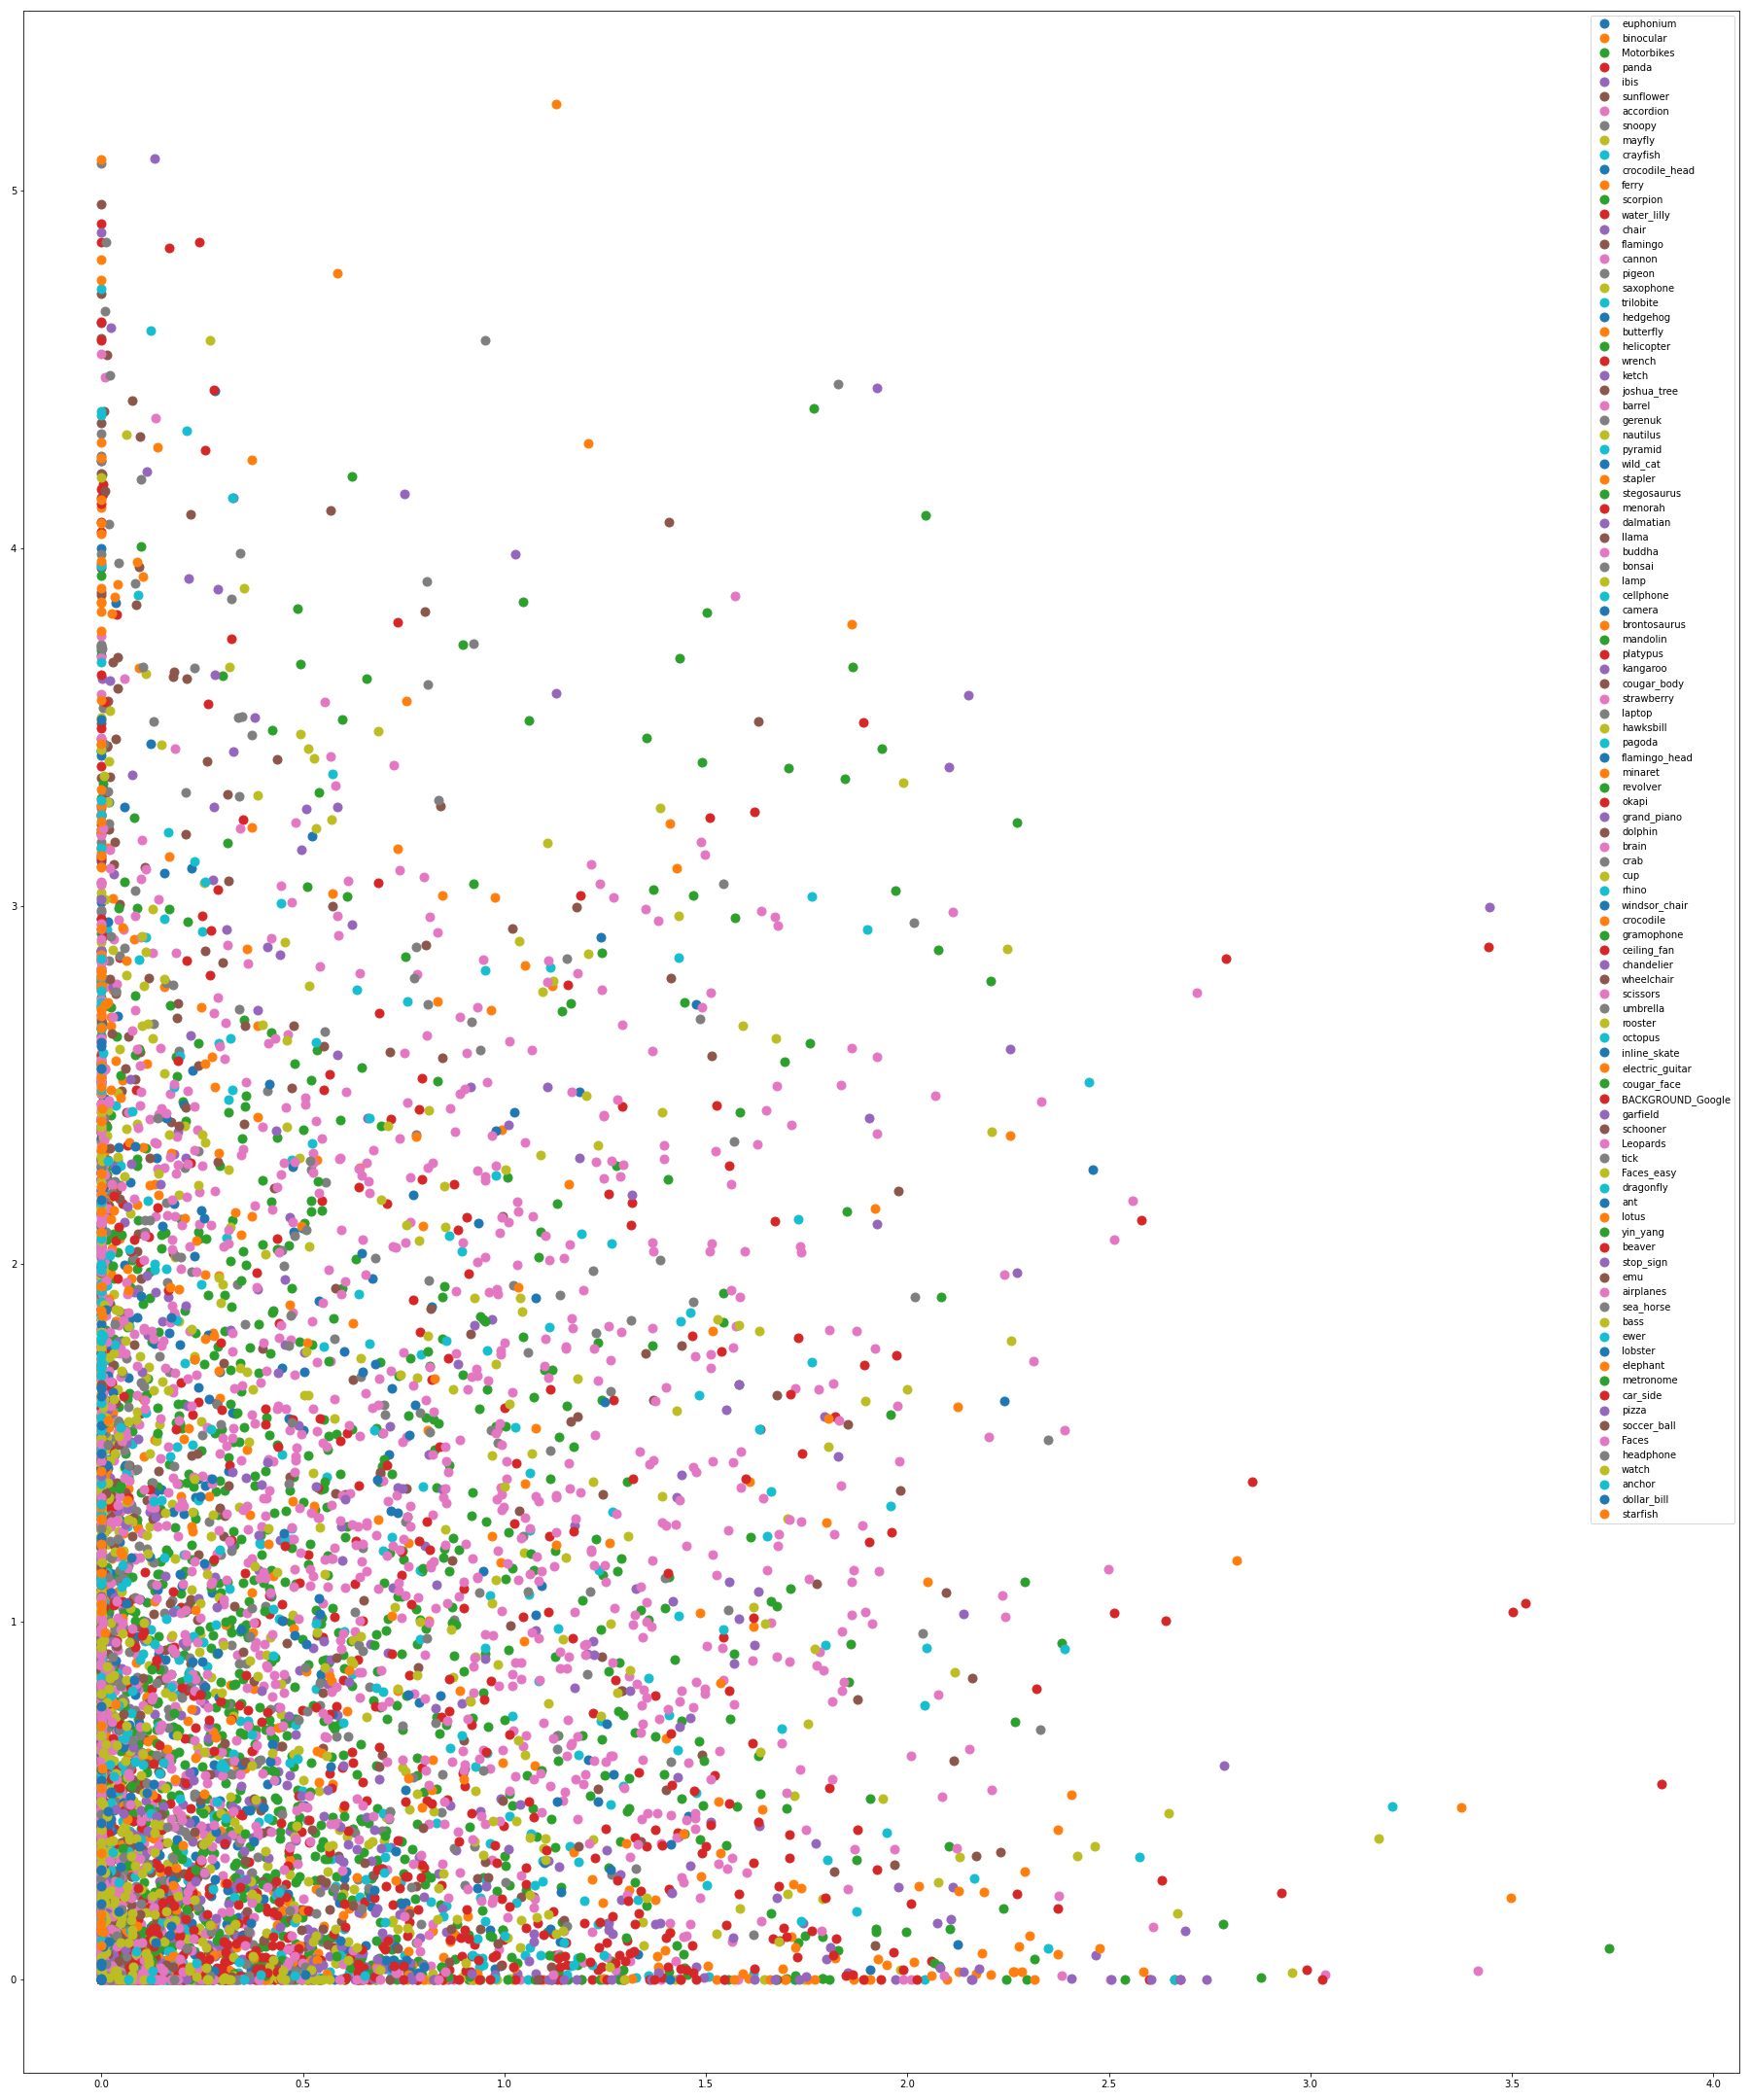 euphonium
binocular
Motorbikes
panda
ibis
sunflower
accordion
snoopy
mayfly
crayfish
crocodile_head
ferry
scorpion
water_lilly
chair
flamingo
cannon
pigeon
saxophone
trilobite
hedgehog
butterfly
helicopter
wrench
ketch
joshua_tree
barrel
gerenuk
nautilus
pyramid
wild_cat
stapler
stegosaurus
menorah
dalmatian
llama
buddha
bonsai
lamp
cellphone
camera
brontosaurus
mandolin
platypus
kangaroo
cougar_body
strawberry
laptop
hawksbill
pagoda
flamingo_head
minaret
revolver
okapi
grand_piano
dolphin
brain
crab
cup
rhino
windsor_chair
crocodile
gramophone
ceiling_fan
chandelier
wheelchair
scissors
umbrella
rooster
octopus
inline_skate
electric_guitar
cougar_face
BACKGROUND_Google
garfield
schooner
Leopards
tick
Faces_easy
dragonfly
ant
lotus
yin_yang
beaver
stop_sign
emu
airplanes
sea_horse
bass
ewer
lobster
elephant
metronome
car_side
pizza
soccer_ball
Faces
headphone
watch
anchor
dollar_bill
starfish
5
4
3
2
1
0
0.0 0.5 1.0 1.5 2.0 2.5 3.0 3.5 4.0